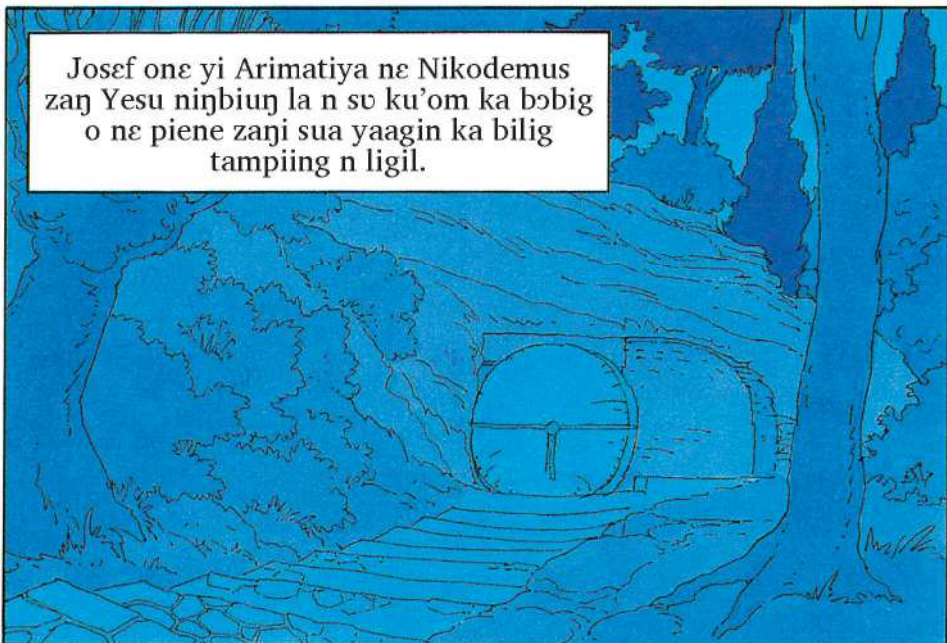 Josɛf onɛ yi Arimatiya nɛ Nikodemus
zaŋ Yesu niŋbiuŋ la n sʋ ku'om ka bɔbig
o nɛ piene zaŋi sua yaagin ka bilig
tampiing n ligil.